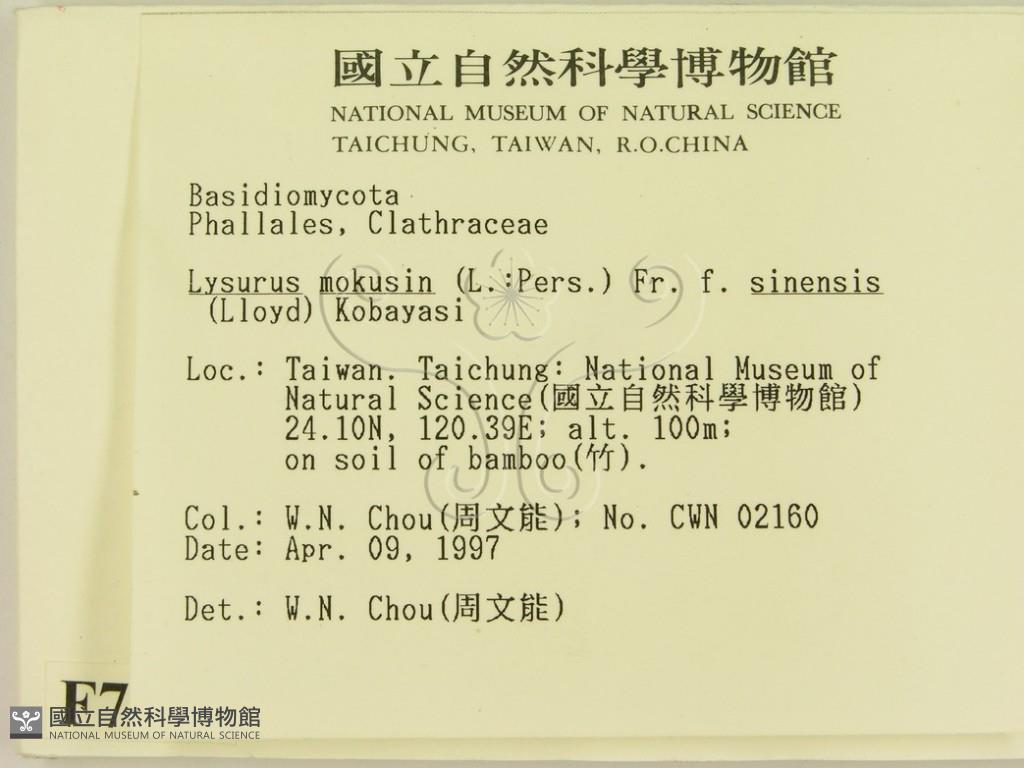 國立自然科學博物館
NATIONAL MUSEUM OF NATURAL SCIENCE
TAICHUNG, TAIWAN, R.O.CHINA
Basidiomycota
Phallales, Clathraceae
Lysurus mokusin (L.:Pers.) Fr. f. sinensis
(Lloyd) Kobayasi
Loc.: Taiwan. Taichung: National Museum of
Natural Science(國立自然科學博物館)
24.10N, 120.39E; alt. 100m;
on soil of bamboo(竹).
Col.: W.N. Chou(周文能); No. CWN 02160
Date: Apr. 09, 1997
Det.: W.N. Chou(周文能)
F7
國立自然科學博物館
NATIONAL MUSEUM OF NATURAL SCIENCE